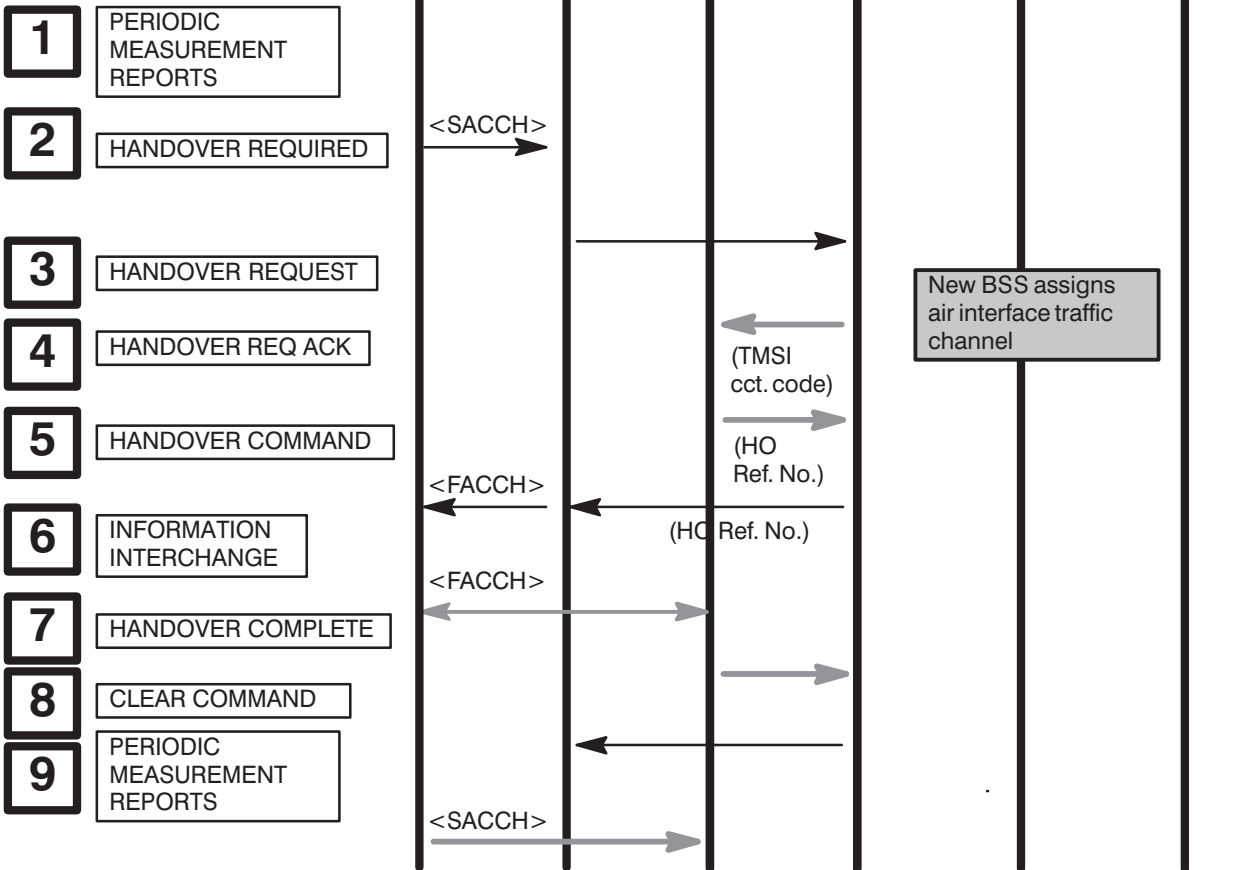 1
PERIODIC
MEASUREMENT
REPORTS
<SACCH>
2
HANDOVER REQUIRED
3
HANDOVER REQUEST
New BSS assigns
air interface traffic
channel
4
HANDOVER REQ ACK
(TMSI
cct. code)
5
HANDOVER COMMAND
(HO
Ref. No.)
<FACCH>
6
INFORMATION
INTERCHANGE
(HO Ref. No.)
<FACCH>
7
HANDOVER COMPLETE
8
CLEAR COMMAND
9
PERIODIC
MEASUREMENT
REPORTS
<SACCH>